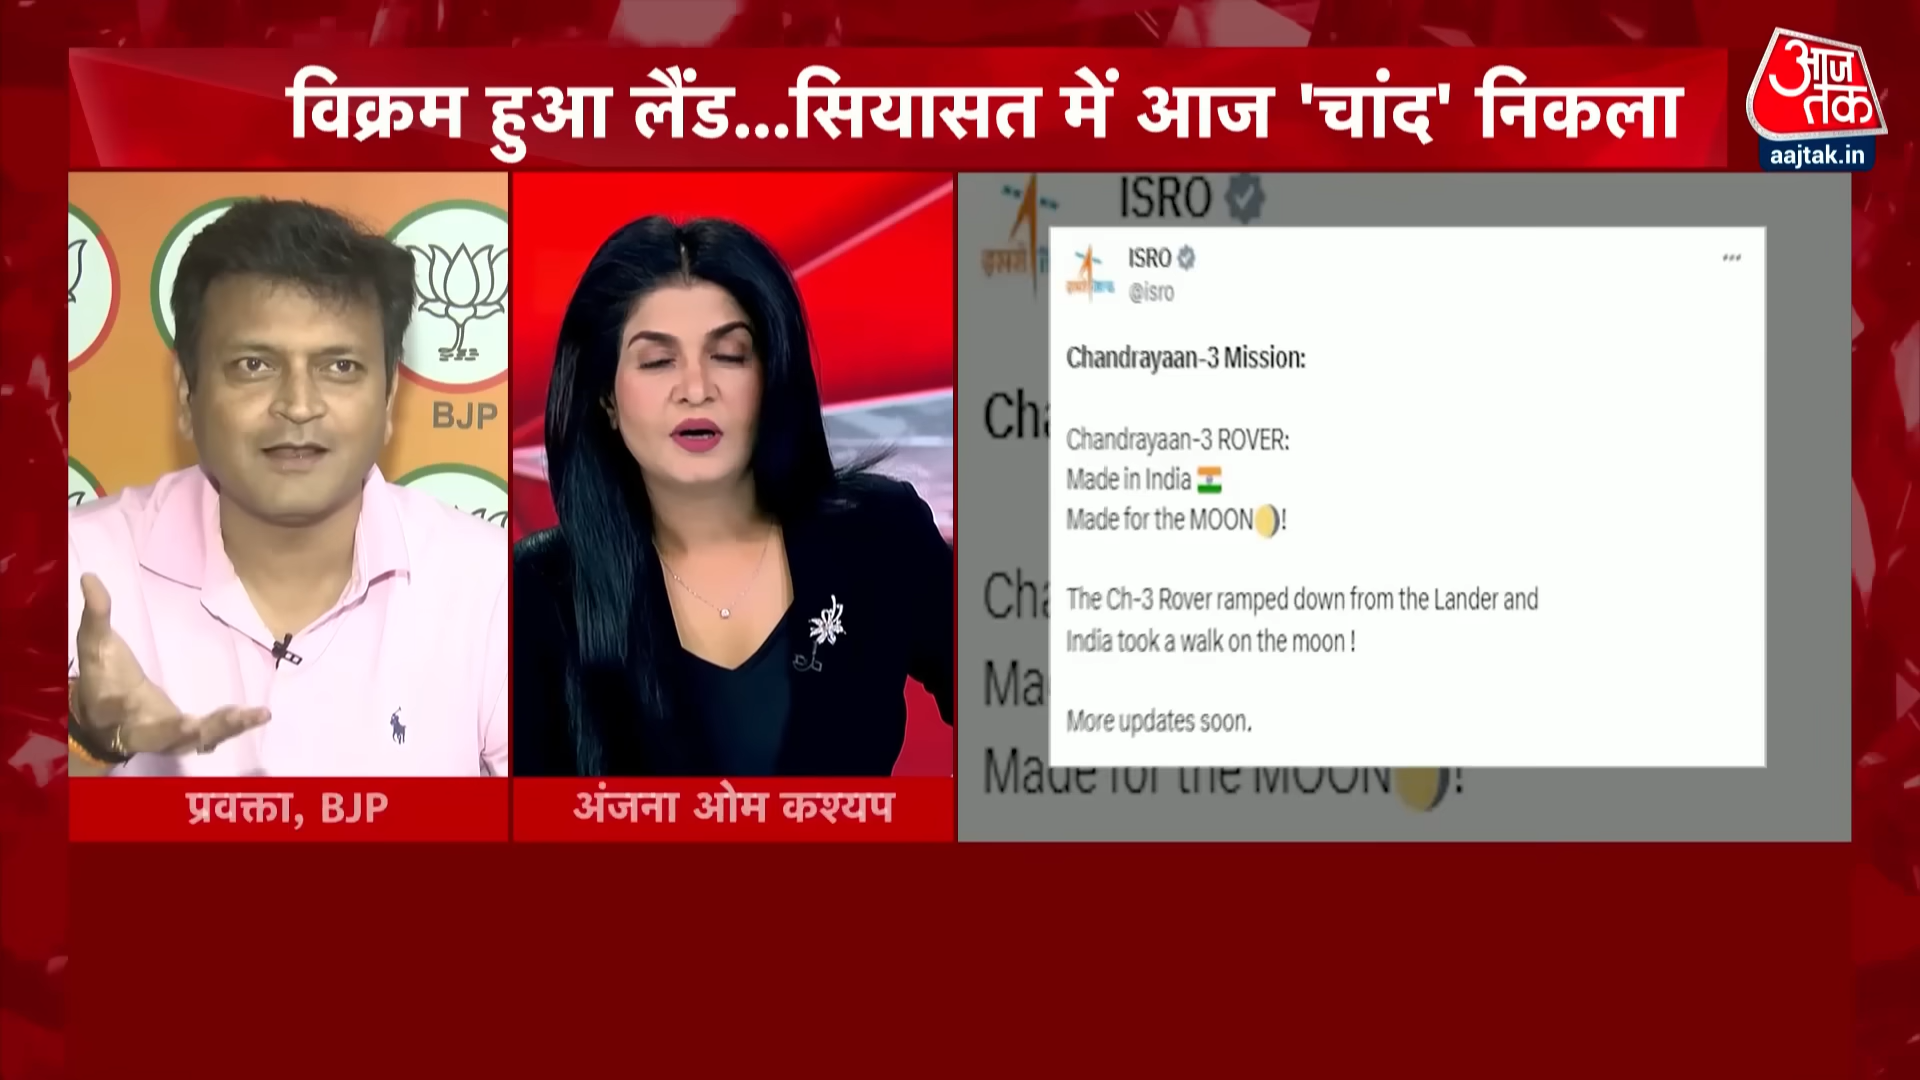 विक्रम हुआ लैंड...सियासत में आज 'चांद' निकला
आज
तक
aajtak.in
BJP
ISRO
ISRO
@isro
Chandrayaan-3 Mission:
Chandrayaan-3 ROVER:
Made in India 🇮🇳
Made for the MOON🌖!
The Ch-3 Rover ramped down from the Lander and
India took a walk on the moon !
More updates soon.
Cha
Cha
Ma
Made for the MOON🌖!
प्रवक्ता, BJP
अंजना ओम कश्यप